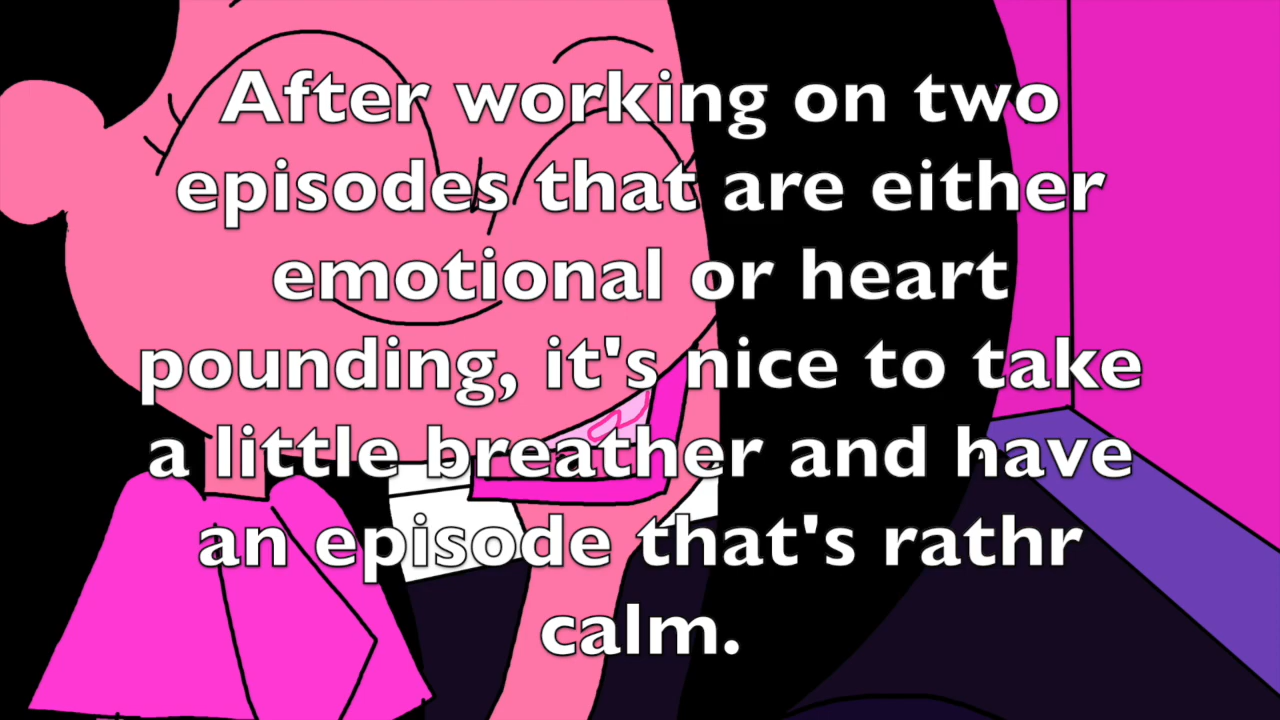 After working on two
episodes that are either
emotional or heart
pounding, it's nice to take
a little breather and have
an episode that's rathr
calm.